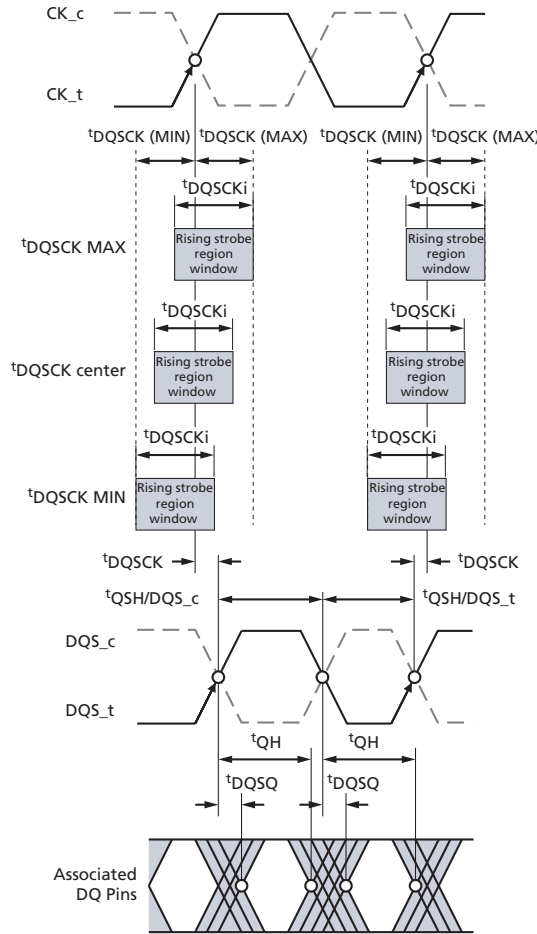 CK_c
CK_t
tDQSCK (MIN) tDQSCK (MAX) tDQSCK (MIN) tDQSCK (MAX)
tDQSCKi tDQSCKi
tDQSCK MAX
Rising strobe
region
window
Rising strobe
region
window
tDQSCKi tDQSCKi
tDQSCK center
Rising strobe
region
window
Rising strobe
region
window
tDQSCKi tDQSCKi
tDQSCK MIN
Rising strobe
region
window
Rising strobe
region
window
tDQSCK tDQSCK
tQSH/DQS_c tQSH/DQS_t
DQS_c
DQS_t
tQH tQH
tDQSQ tDQSQ
Associated
DQ Pins